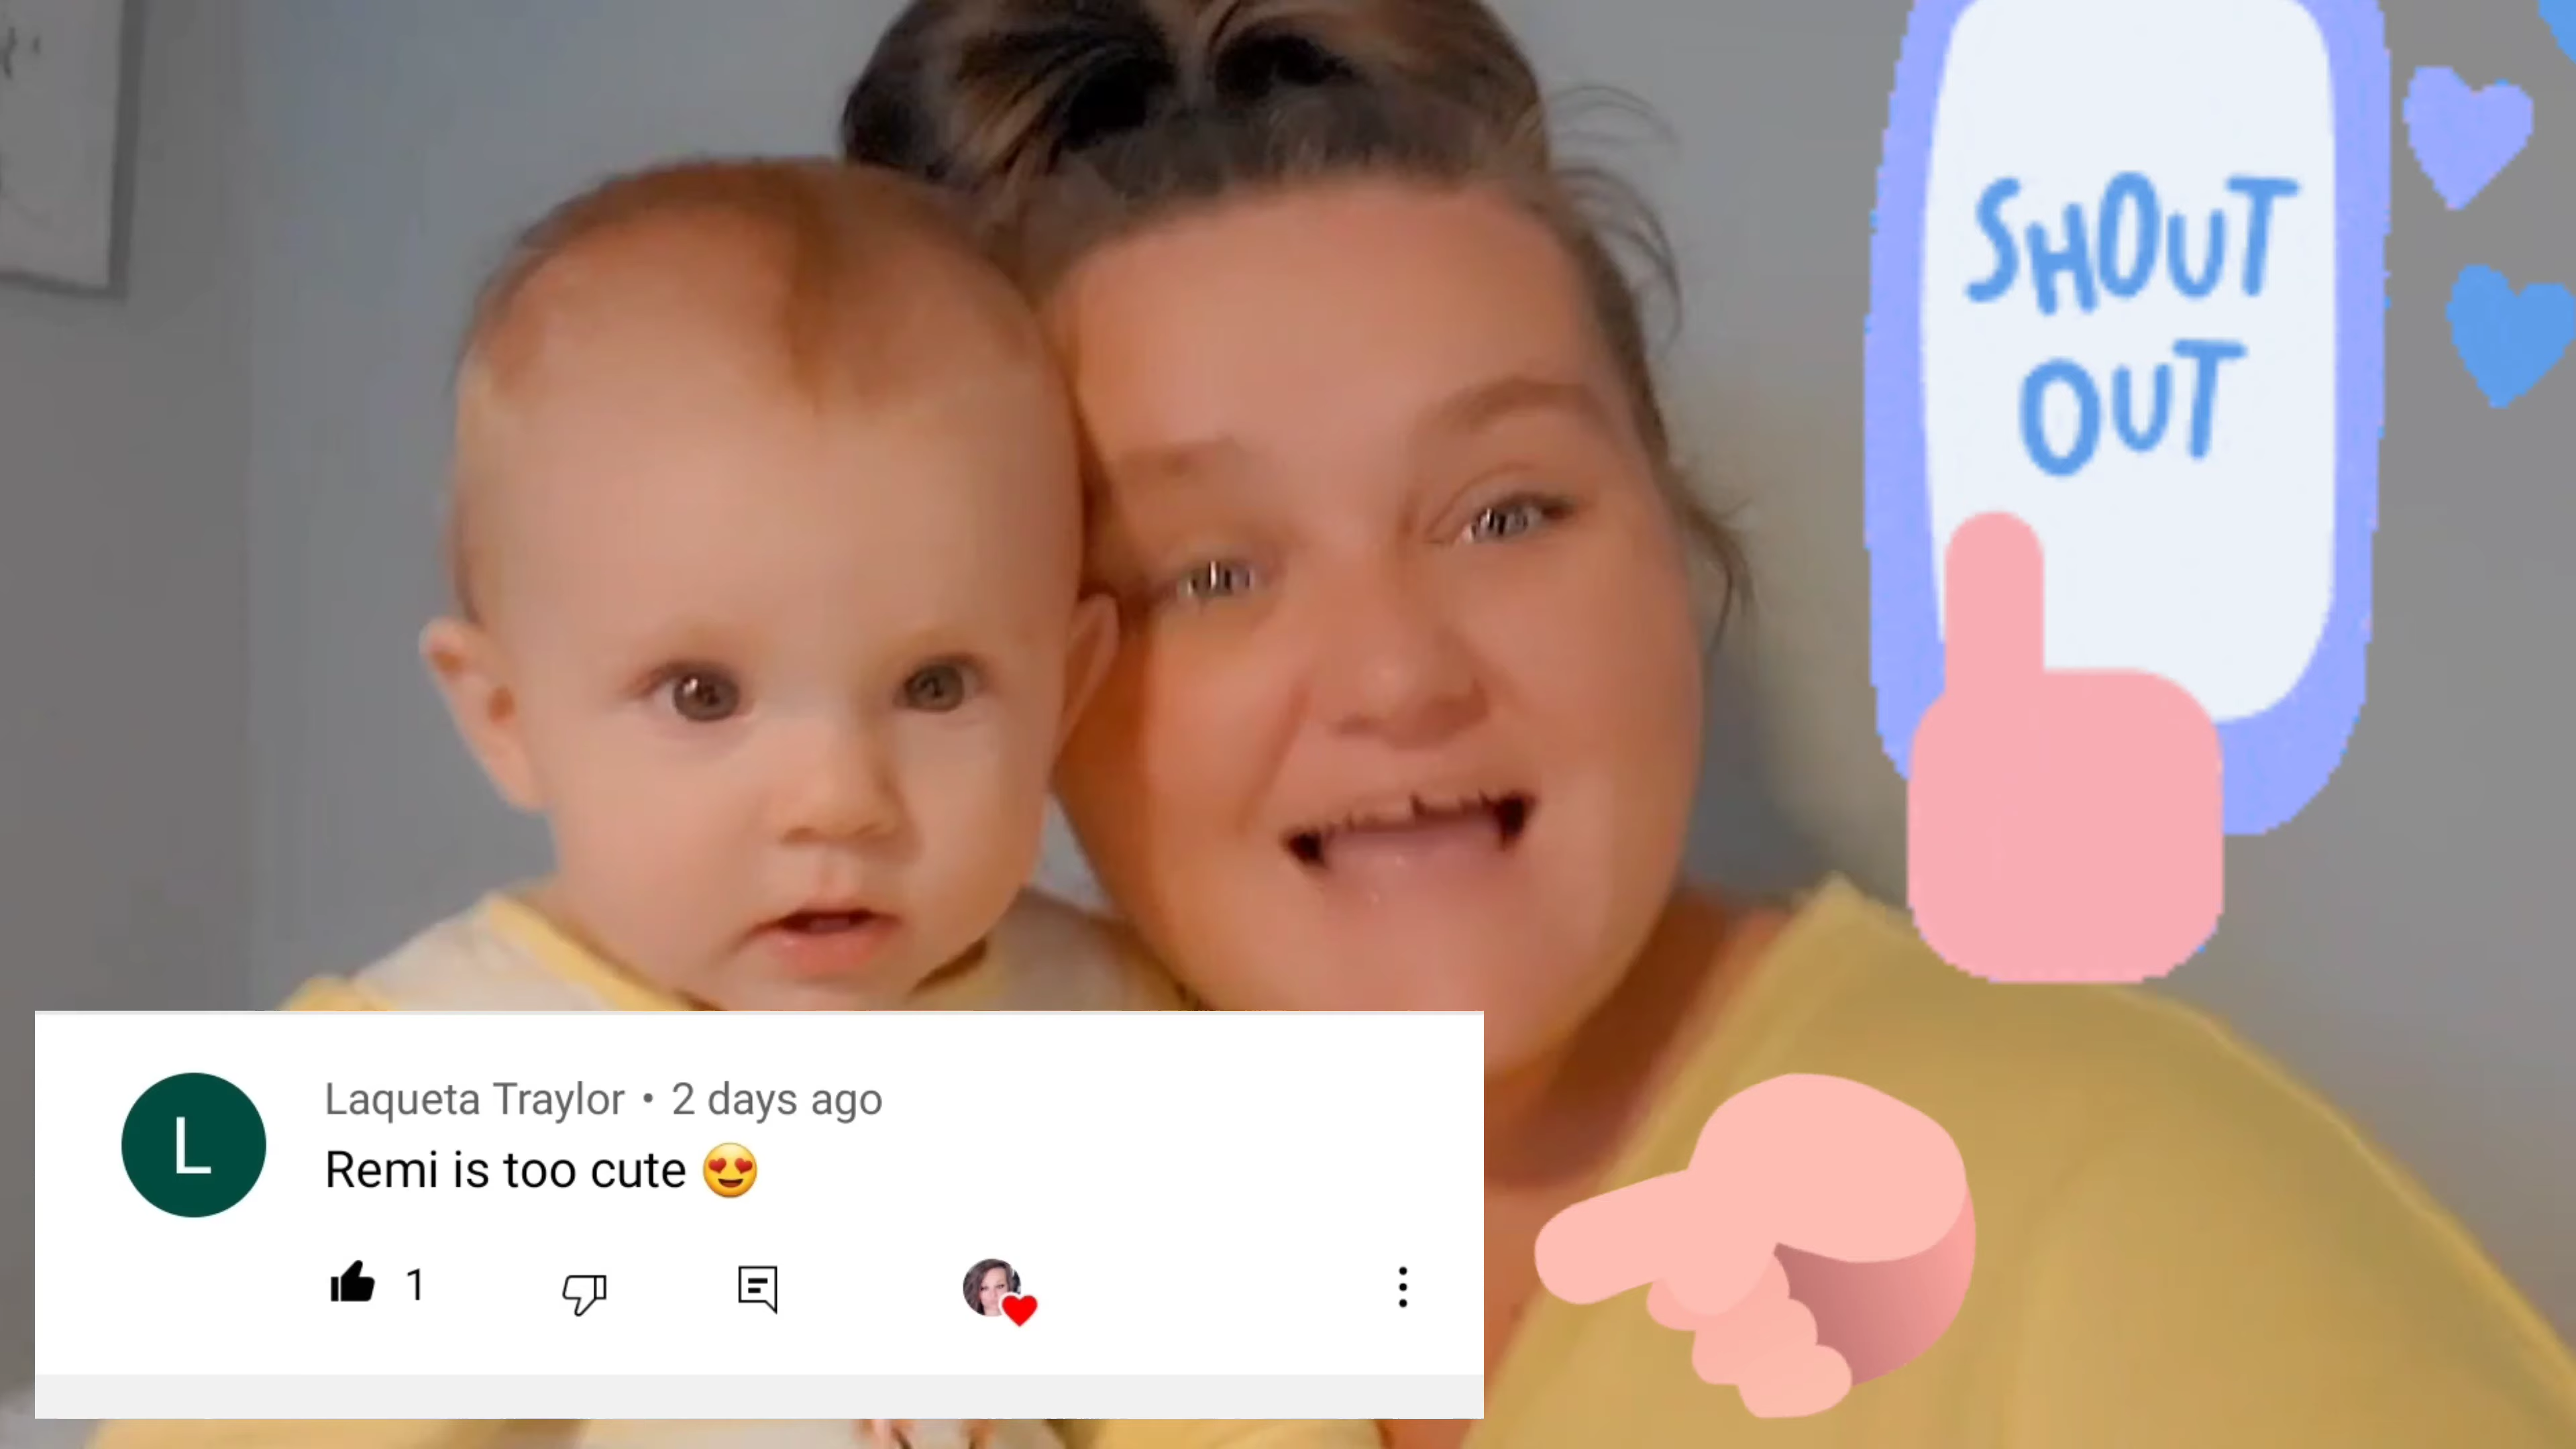 SHOUT
OUT
L
Laqueta Traylor • 2 days ago
Remi is too cute 😍
1